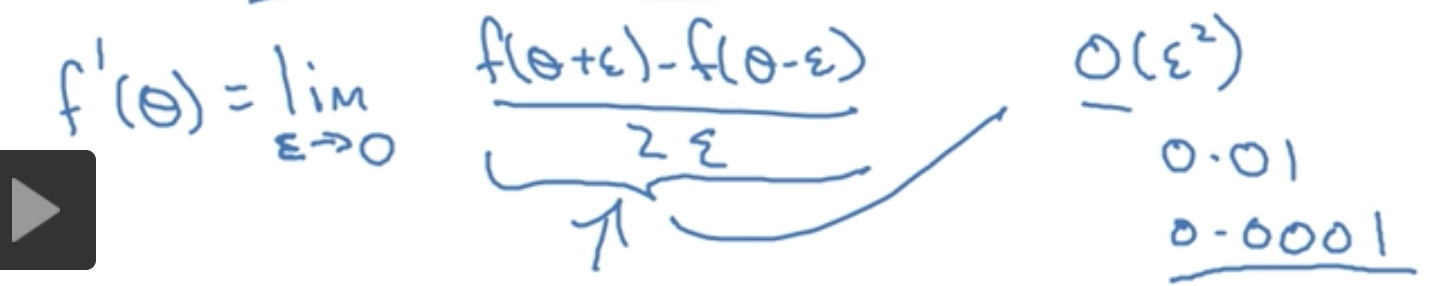 f'(θ) = lim ε→0 f(θ+ε) - f(θ-ε) / 2ε
O(ε²)
0.01
0.0001